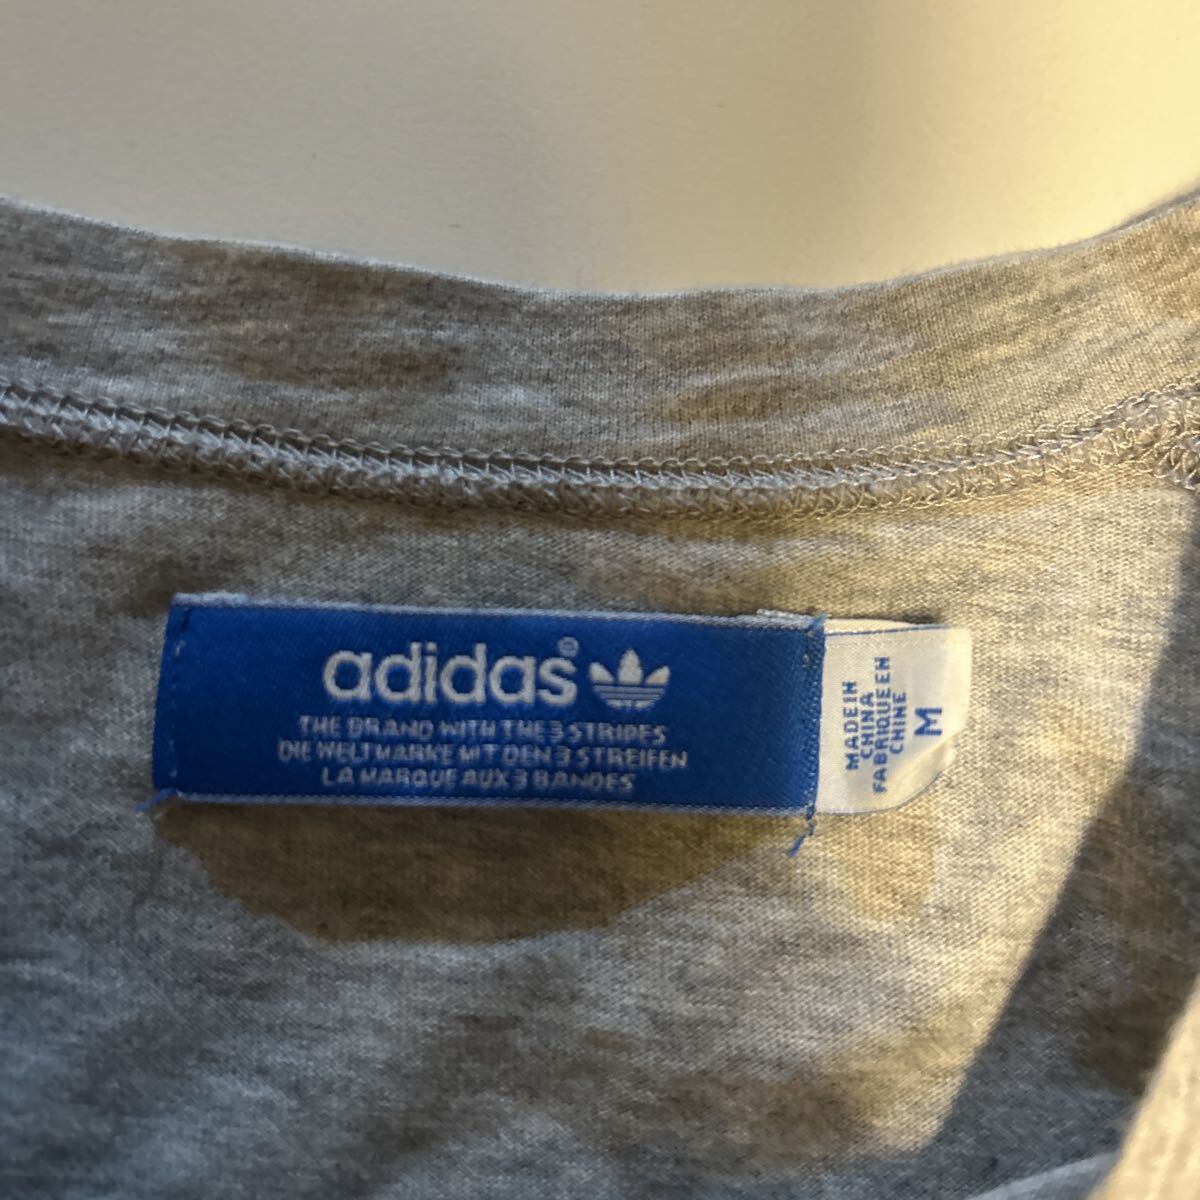 adidas®
THE BRAND WITH THE 3 STRIPES
DIE WELTMARKE MIT DEN 3 STREIFEN
LA MARQUE AUX 3 BANDES
MADE IN
CHINA
FABRIQUE EN
CHINE
M